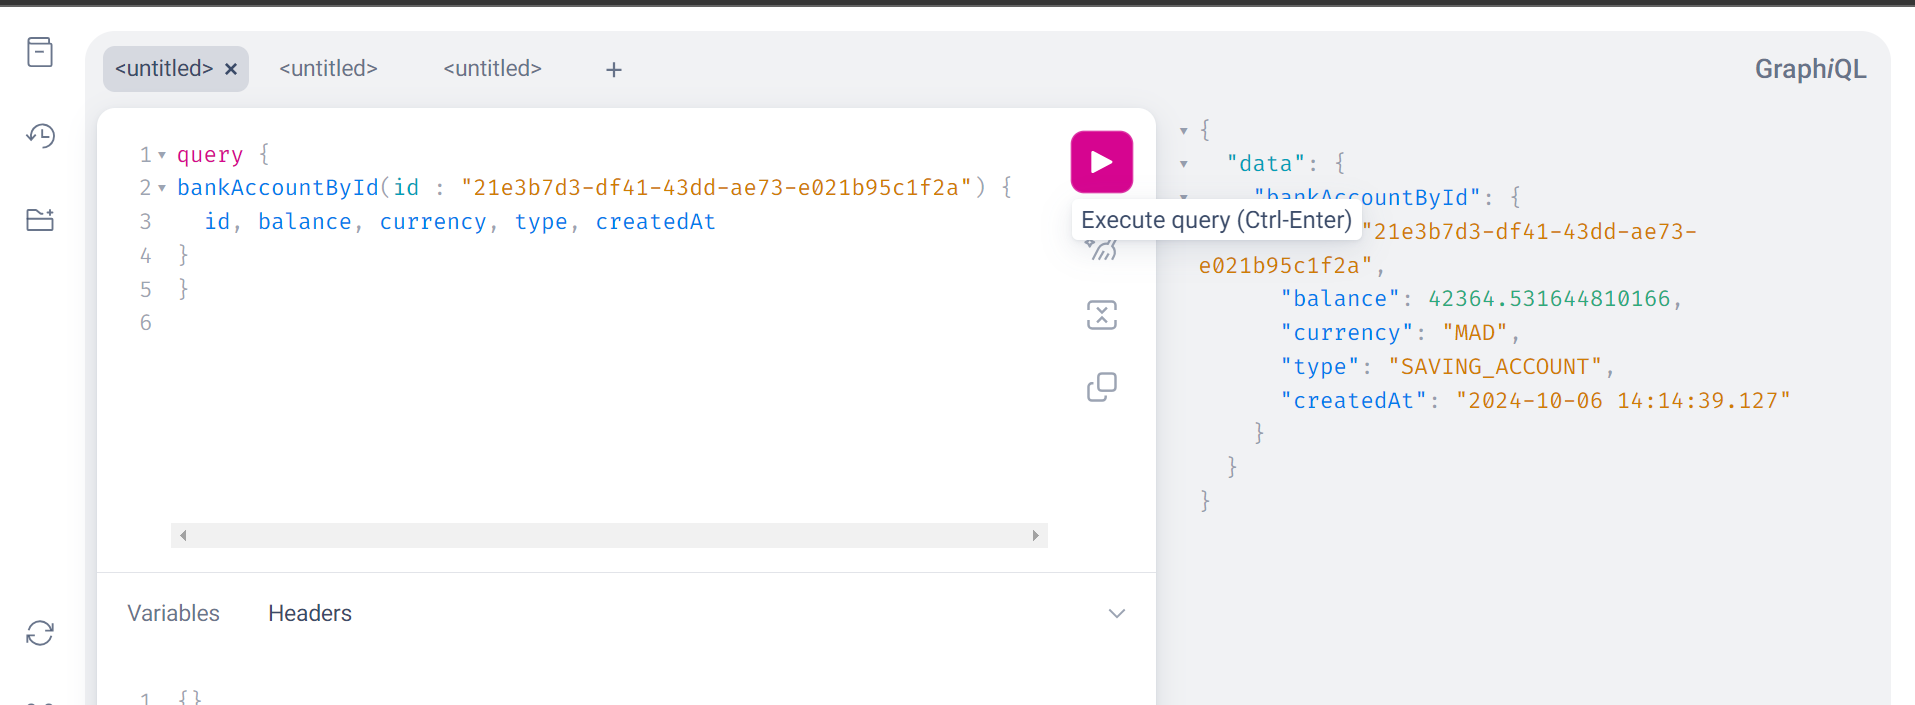 <untitled> × <untitled> <untitled> +
GraphiQL
1 query {
2 bankAccountById(id : "21e3b7d3-df41-43dd-ae73-e021b95c1f2a") {
3 id, balance, currency, type, createdAt
4 }
5 }
6
Execute query (Ctrl-Enter)
Variables Headers
1 {}
{
"data": {
"bankAccountById": {
"21e3b7d3-df41-43dd-ae73-
e021b95c1f2a",
"balance": 42364.531644810166,
"currency": "MAD",
"type": "SAVING_ACCOUNT",
"createdAt": "2024-10-06 14:14:39.127"
}
}
}